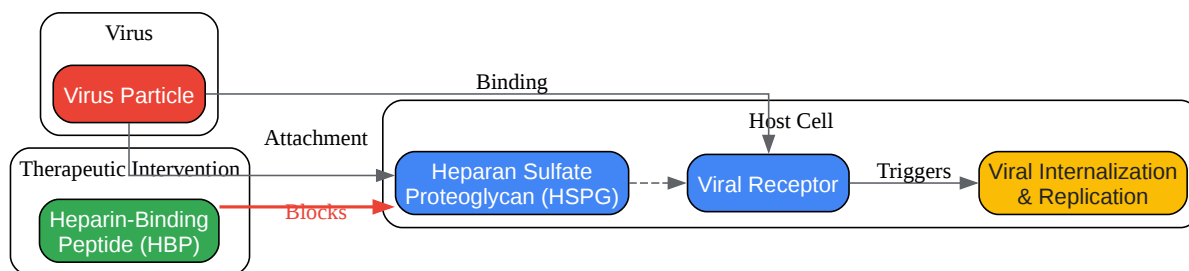 Virus
Virus Particle
Binding
Host Cell
Attachment
Therapeutic Intervention
Heparan Sulfate
Proteoglycan (HSPG)
Viral Receptor
Triggers
Viral Internalization
& Replication
Heparin-Binding
Peptide (HBP)
Blocks